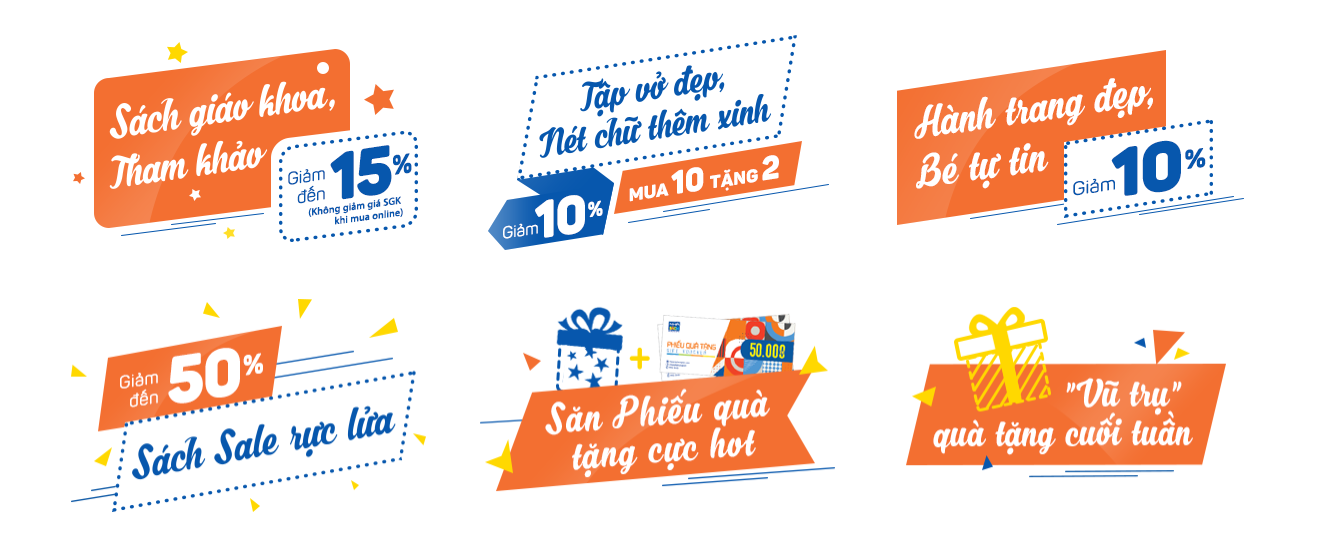 Sách giáo khoa,
Tham khảo
Giảm
đến
15%
(Không giảm giá SGK
khi mua online)
Tập vở đẹp,
Nét chữ thêm xinh
Giảm 10%
MUA 10 TẶNG 2
Hành trang đẹp,
Bé tự tin
Giảm 10%
Giảm
đến
50%
Sách Sale rực lửa
PHIẾU QUÀ TẶNG
50.000
Săn Phiếu quà
tặng cực hot
"Vũ trụ"
quà tặng cuối tuần